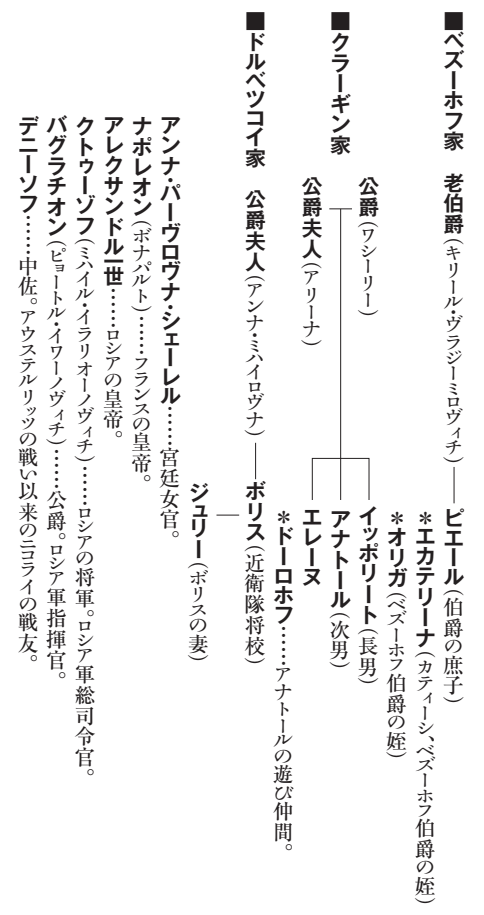 ■ベズーホフ家　老伯爵(キリール・ヴラジーミロヴィチ)
ピエール(伯爵の庶子)
＊エカテリーナ(カティーシ、ベズーホフ伯爵の姪)
＊オリガ(ベズーホフ伯爵の姪)
■クラーギン家
公爵(ワシーリー)
公爵夫人(アリーナ)
イッポリート(長男)
アナトール(次男)
エレーヌ
＊ドーロホフ……アナトールの遊び仲間。
■ドルベツコイ家　公爵夫人(アンナ・ミハイロヴナ)
ボリス(近衛隊将校)
ジュリー(ボリスの妻)
アンナ・パーヴロヴナ・シェーレル……宮廷女官。
ナポレオン(ボナパルト)……フランスの皇帝。
アレクサンドル一世……ロシアの皇帝。
クトゥーゾフ(ミハイル・イラリオーノヴィチ)……ロシアの将軍。ロシア軍総司令官。
バグラチオン(ピョートル・イワーノヴィチ)……公爵。ロシア軍指揮官。
デニーソフ……中佐。アウステルリッツの戦い以来のニコライの戦友。